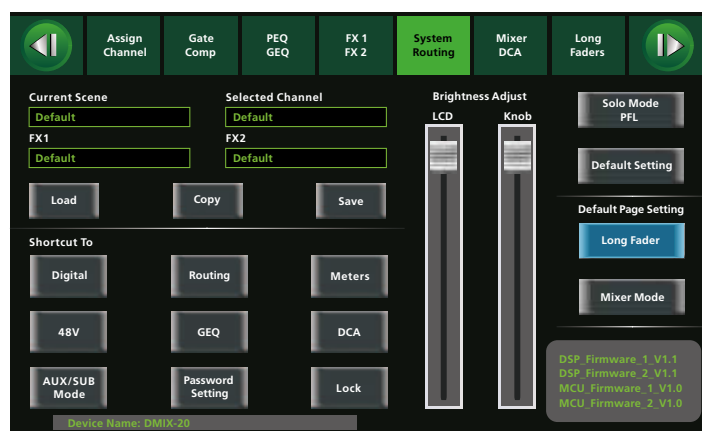 Assign
Channel
Gate
Comp
PEQ
GEQ
FX 1
FX 2
System
Routing
Mixer
DCA
Long
Faders
Current Scene
Default
Selected Channel
Default
FX1
Default
FX2
Default
Load
Copy
Save
Shortcut To
Digital
Routing
Meters
48V
GEQ
DCA
AUX/SUB
Mode
Password
Setting
Lock
Device Name: DMIX-20
Brightness Adjust
LCD
Knob
Solo Mode
PFL
Default Setting
Default Page Setting
Long Fader
Mixer Mode
DSP_Firmware_1_V1.1
DSP_Firmware_2_V1.1
MCU_Firmware_1_V1.0
MCU_Firmware_2_V1.0